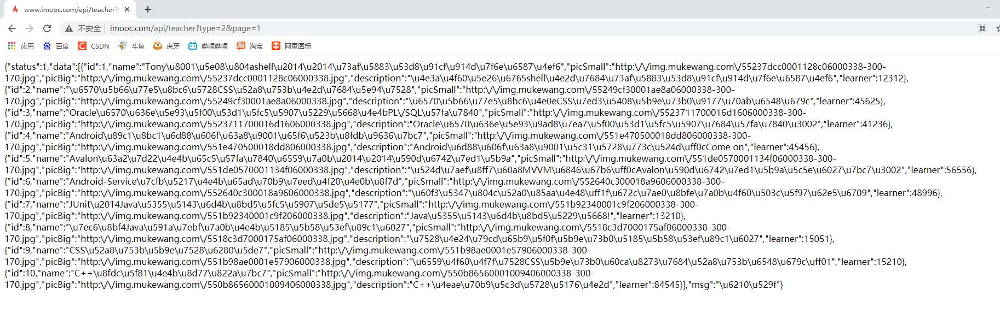 www.imooc.com/api/teacher?t
不安全 imooc.com/api/teacher?type=2&page=1
应用 百度 CSDN 斗鱼 虎牙 哔哩哔哩 淘宝 阿里图标
{"status":1,"data":[{"id":1,"name":"Tony\u8001\u5e08\u804ashell\u2014\u2014\u73af\u5883\u53d8\u91cf\u914d\u7f6e\u6587\u4ef6","picSmall":"http:\/\/img.mukewang.com\/55237dcc0001128c06000338-300-
170.jpg","picBig":"http:\/\/img.mukewang.com\/55237dcc0001128c06000338.jpg","description":"\u4e3a\u4f60\u5e26\u6765shell\u4e2d\u7684\u73af\u5883\u53d8\u91cf\u914d\u7f6e\u6587\u4ef6","learner":12312},
{"id":2,"name":"\u6570\u5b66\u77e5\u8bc6\u5728CSS\u52a8\u753b\u4e2d\u7684\u5e94\u7528","picSmall":"http:\/\/img.mukewang.com\/55249cf30001ae8a06000338-300-
170.jpg","picBig":"http:\/\/img.mukewang.com\/55249cf30001ae8a06000338.jpg","description":"\u6570\u5b66\u77e5\u8bc6\u4e0eCSS\u7ed3\u5408\u5b9e\u73b0\u9177\u70ab\u6548\u679c","learner":45625},
{"id":3,"name":"Oracle\u6570\u636e\u5e93\u5f00\u53d1\u5fc5\u5907\u5229\u5668\u4e4bPL\/SQL\u57fa\u7840","picSmall":"http:\/\/img.mukewang.com\/5523711700016d1606000338-300-
170.jpg","picBig":"http:\/\/img.mukewang.com\/5523711700016d1606000338.jpg","description":"Oracle\u6570\u636e\u5e93\u9ad8\u7ea7\u5f00\u53d1\u5fc5\u5907\u7684\u57fa\u7840\u3002","learner":41236},
{"id":4,"name":"Android\u89c1\u8bc1\u6d88\u606f\u63a8\u9001\u65f6\u523b\u8fdb\u9636\u7bc7","picSmall":"http:\/\/img.mukewang.com\/551e470500018dd806000338-300-
170.jpg","picBig":"http:\/\/img.mukewang.com\/551e470500018dd806000338.jpg","description":"Android\u6d88\u606f\u63a8\u9001\u5c31\u5728\u773c\u524d\uff0cCome on","learner":45456},
{"id":5,"name":"Avalon\u63a2\u7d22\u4e4b\u65c5\u57fa\u7840\u6559\u7a0b\u2014\u2014\u590d\u6742\u7ed1\u5b9a","picSmall":"http:\/\/img.mukewang.com\/551de0570001134f06000338-300-
170.jpg","picBig":"http:\/\/img.mukewang.com\/551de0570001134f06000338.jpg","description":"\u524d\u7aef\u8ff7\u60a8MVVM\u6846\u67b6\uff0cAvalon\u590d\u6742\u7ed1\u5b9a\u5c5e\u6027\u7bc7\u3002","learner":56556},
{"id":6,"name":"Android-Service\u7cfb\u5217\u4e4b\u65ad\u70b9\u7eed\u4f20\u4e0b\u8f7d","picSmall":"http:\/\/img.mukewang.com\/552640c300018a9606000338-300-
170.jpg","picBig":"http:\/\/img.mukewang.com\/552640c300018a9606000338.jpg","description":"\u60f3\u5347\u804c\u52a0\u85aa\u4e48\uff1f\u672c\u7ae0\u8bfe\u7a0b\u4f60\u503c\u5f97\u62e5\u6709","learner":48996},
{"id":7,"name":"JUnit\u2014Java\u5355\u5143\u6d4b\u8bd5\u5fc5\u5907\u5de5\u5177","picSmall":"http:\/\/img.mukewang.com\/551b92340001c9f206000338-300-
170.jpg","picBig":"http:\/\/img.mukewang.com\/551b92340001c9f206000338.jpg","description":"Java\u5355\u5143\u6d4b\u8bd5\u5229\u5668!","learner":13210},
{"id":8,"name":"\u7ec6\u8bf4Java\u591a\u7ebf\u7a0b\u4e4b\u5185\u5b58\u53ef\u89c1\u6027","picSmall":"http:\/\/img.mukewang.com\/5518c3d7000175af06000338-300-
170.jpg","picBig":"http:\/\/img.mukewang.com\/5518c3d7000175af06000338.jpg","description":"\u7528\u4e24\u79cd\u65b9\u5f0f\u5b9e\u73b0\u5185\u5b58\u53ef\u89c1\u6027","learner":15051},
{"id":9,"name":"CSS\u52a8\u753b\u5b9e\u7528\u6280\u5de7","picSmall":"http:\/\/img.mukewang.com\/551b98ae0001e57906000338-300-
170.jpg","picBig":"http:\/\/img.mukewang.com\/551b98ae0001e57906000338.jpg","description":"\u6559\u4f60\u4f7f\u7528CSS\u5b9e\u73b0\u60ca\u8273\u7684\u52a8\u753b\u6548\u679c\uff01","learner":15210},
{"id":10,"name":"C++\u8fdc\u5f81\u4e4b\u8d77\u822a\u7bc7","picSmall":"http:\/\/img.mukewang.com\/550b86560001009406000338-300-
170.jpg","picBig":"http:\/\/img.mukewang.com\/550b86560001009406000338.jpg","description":"C++\u4eae\u70b9\u5c3d\u5728\u5176\u4e2d","learner":84545}],"msg":"\u6210\u529f"}